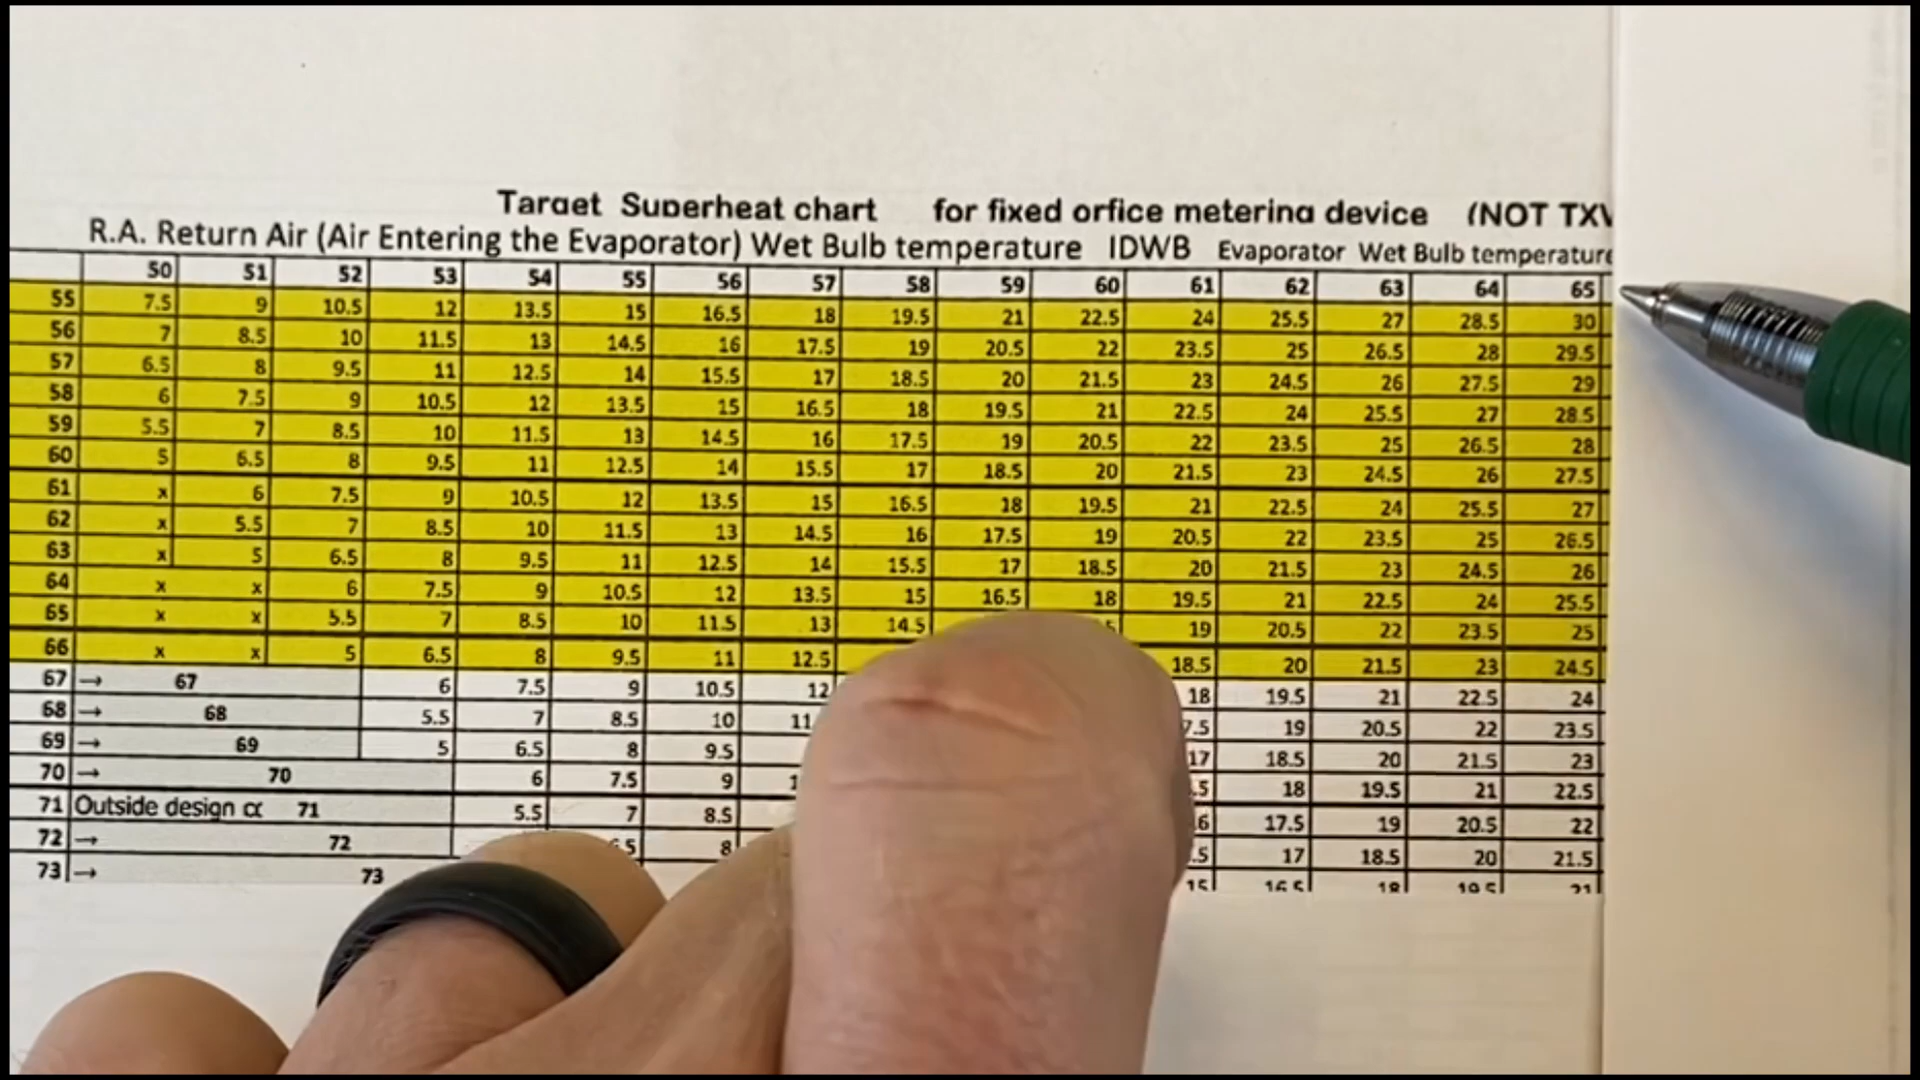 Target Superheat chart for fixed orfice metering device (NOT TXV
R.A. Return Air (Air Entering the Evaporator) Wet Bulb temperature IDWB Evaporator Wet Bulb temperature
50 51 52 53 54 55 56 57 58 59 60 61 62 63 64 65
55 7.5 9 10.5 12 13.5 15 16.5 18 19.5 21 22.5 24 25.5 27 28.5 30
56 7 8.5 10 11.5 13 14.5 16 17.5 19 20.5 22 23.5 25 26.5 28 29.5
57 6.5 8 9.5 11 12.5 14 15.5 17 18.5 20 21.5 23 24.5 26 27.5 29
58 6 7.5 9 10.5 12 13.5 15 16.5 18 19.5 21 22.5 24 25.5 27 28.5
59 5.5 7 8.5 10 11.5 13 14.5 16 17.5 19 20.5 22 23.5 25 26.5 28
60 5 6.5 8 9.5 11 12.5 14 15.5 17 18.5 20 21.5 23 24.5 26 27.5
61 x 6 7.5 9 10.5 12 13.5 15 16.5 18 19.5 21 22.5 24 25.5 27
62 x 5.5 7 8.5 10 11.5 13 14.5 16 17.5 19 20.5 22 23.5 25 26.5
63 x 5 6.5 8 9.5 11 12.5 14 15.5 17 18.5 20 21.5 23 24.5 26
64 x x 6 7.5 9 10.5 12 13.5 15 16.5 18 19.5 21 22.5 24 25.5
65 x x 5.5 7 8.5 10 11.5 13 14.5 19 20.5 22 23.5 25
66 x x 5 6.5 8 9.5 11 12.5 18.5 20 21.5 23 24.5
67 → 67 6 7.5 9 10.5 12 18 19.5 21 22.5 24
68 → 68 5.5 7 8.5 10 19 20.5 22 23.5
69 → 69 5 6.5 8 9.5 17 18.5 20 21.5 23
70 → 70 6 7.5 9 18 19.5 21 22.5
71 Outside design α 71 5.5 7 8.5 17.5 19 20.5 22
72 → 72 8 17 18.5 20 21.5
73 → 73